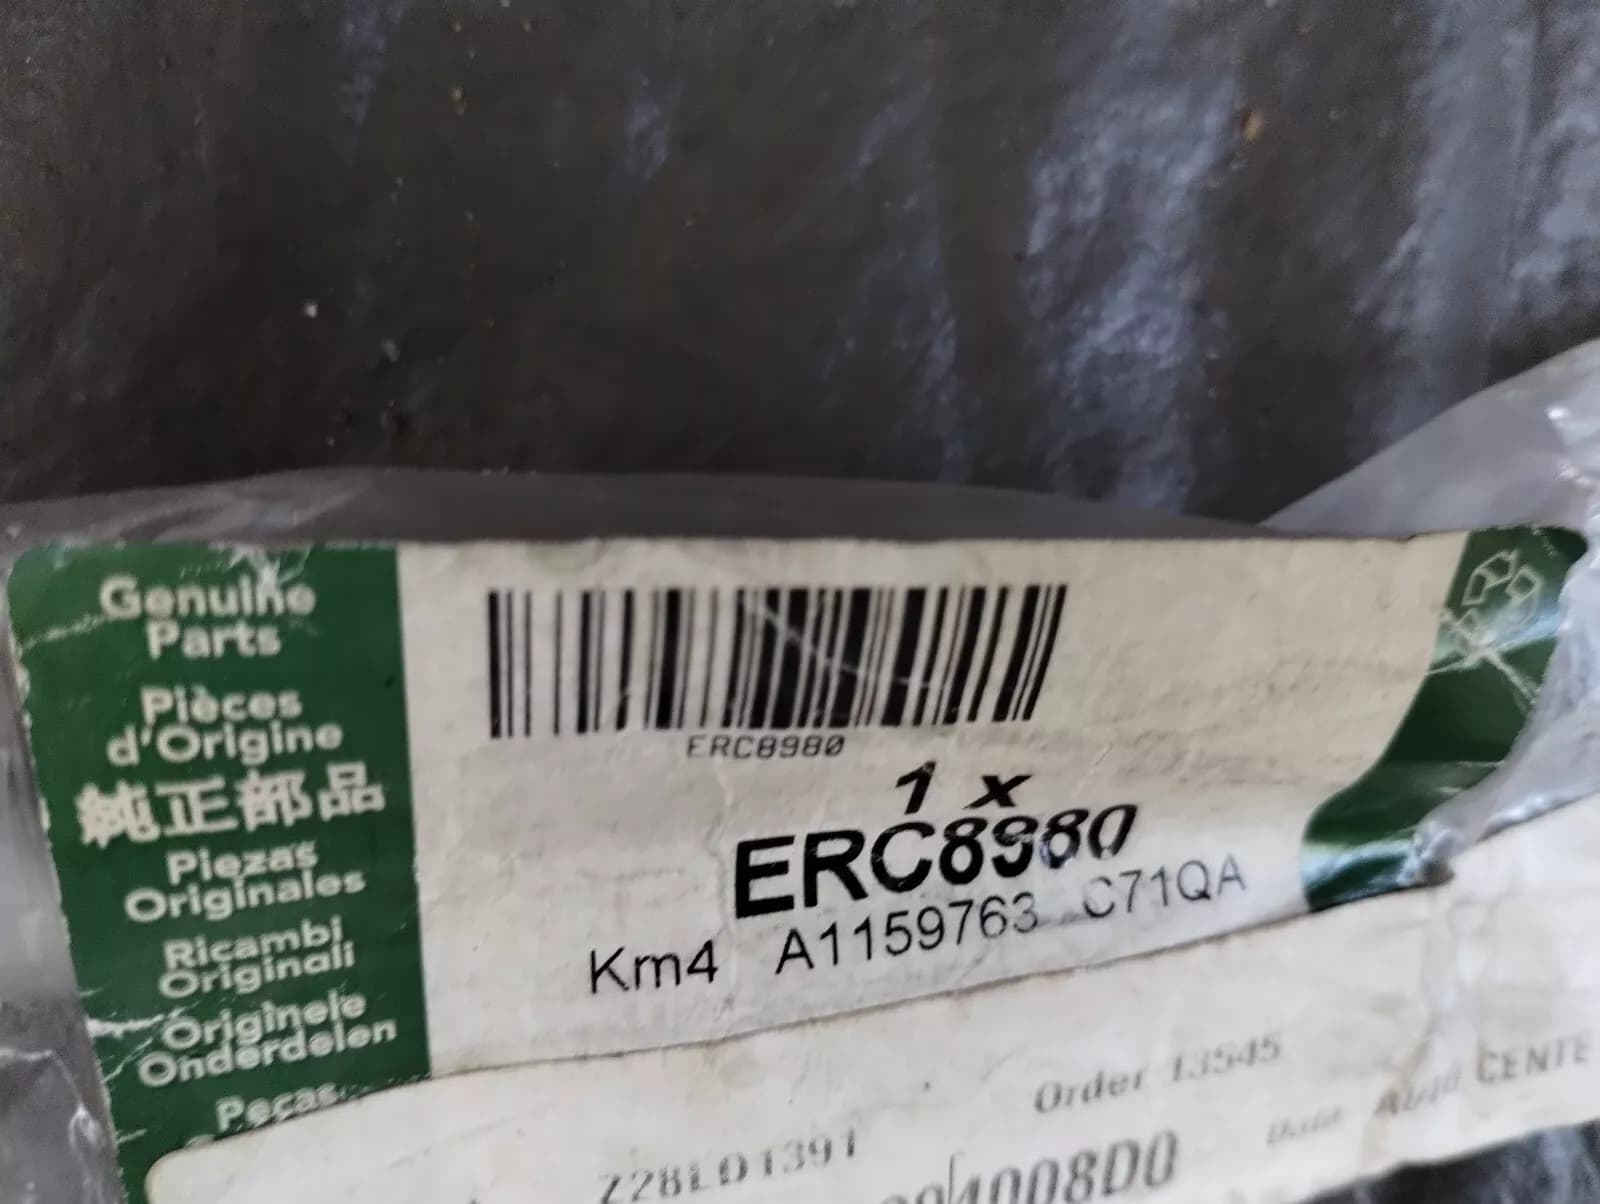 Genuine
Parts
Pièces
d'Origine
純正部品
Piezas
Originales
Ricambi
Originali
Originele
Onderdelen
Peças
ERC8980
1 x
ERC8980
Km4 A1159763 C71QA
Order 13545
CENTE